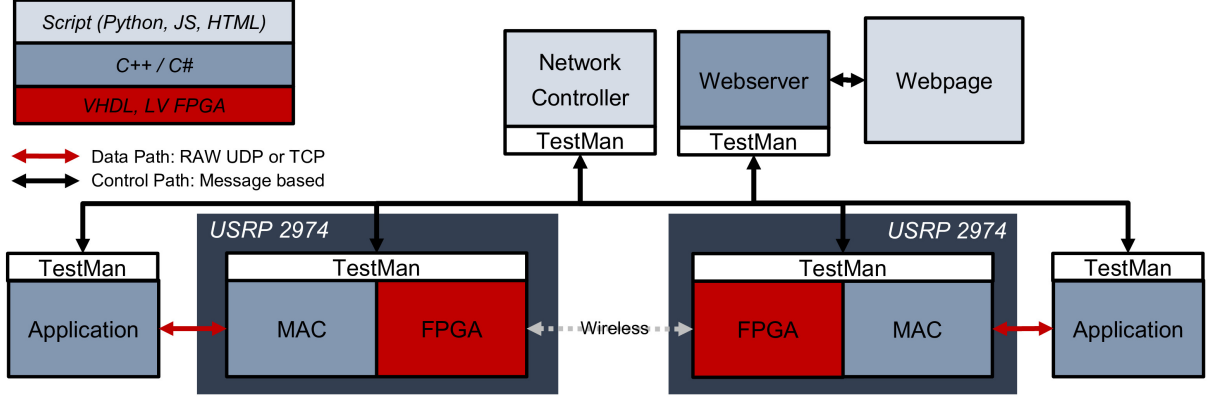 Script (Python, JS, HTML)
C++ / C#
VHDL, LV FPGA
Data Path: RAW UDP or TCP
Control Path: Message based
Network
Controller
TestMan
Webserver
TestMan
Webpage
USRP 2974
USRP 2974
TestMan
TestMan
TestMan
TestMan
Application
MAC
FPGA
Wireless
FPGA
MAC
Application